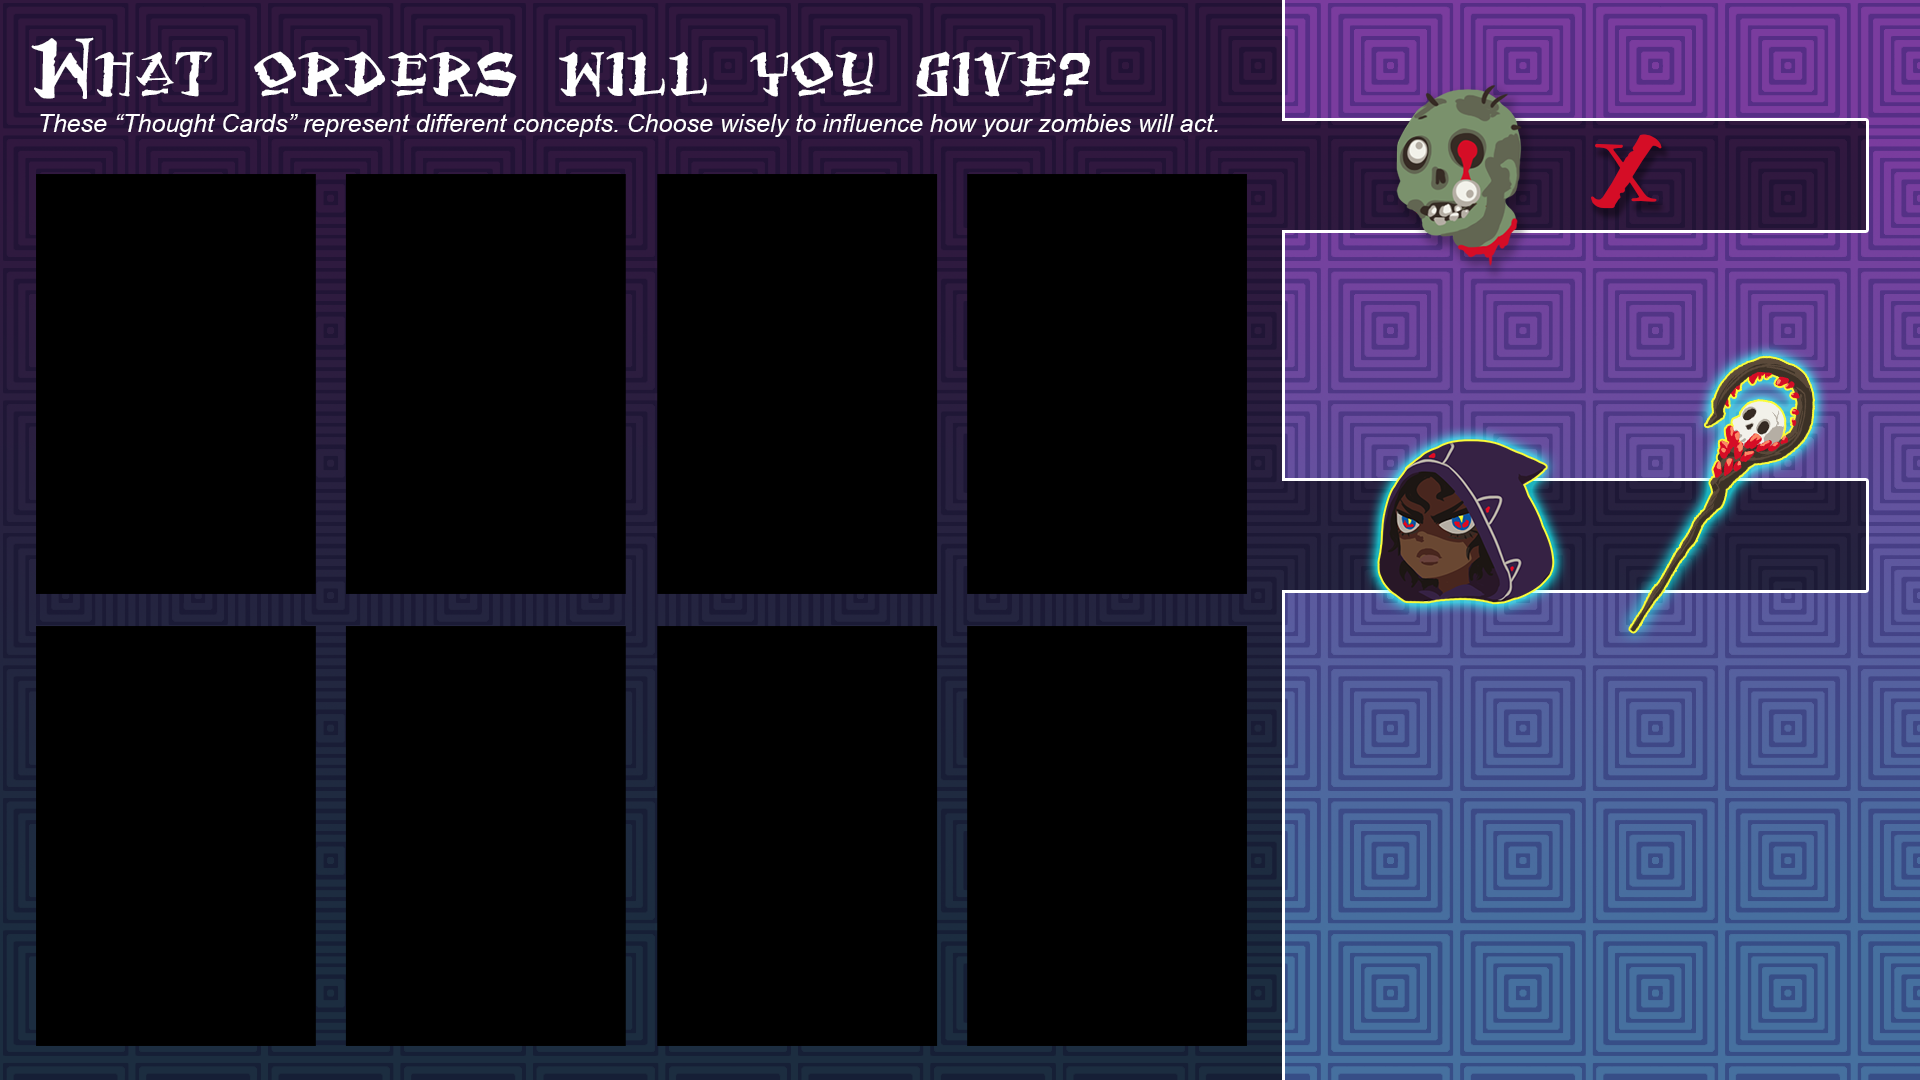 What orders will you give?
These “Thought Cards” represent different concepts. Choose wisely to influence how your zombies will act.
X